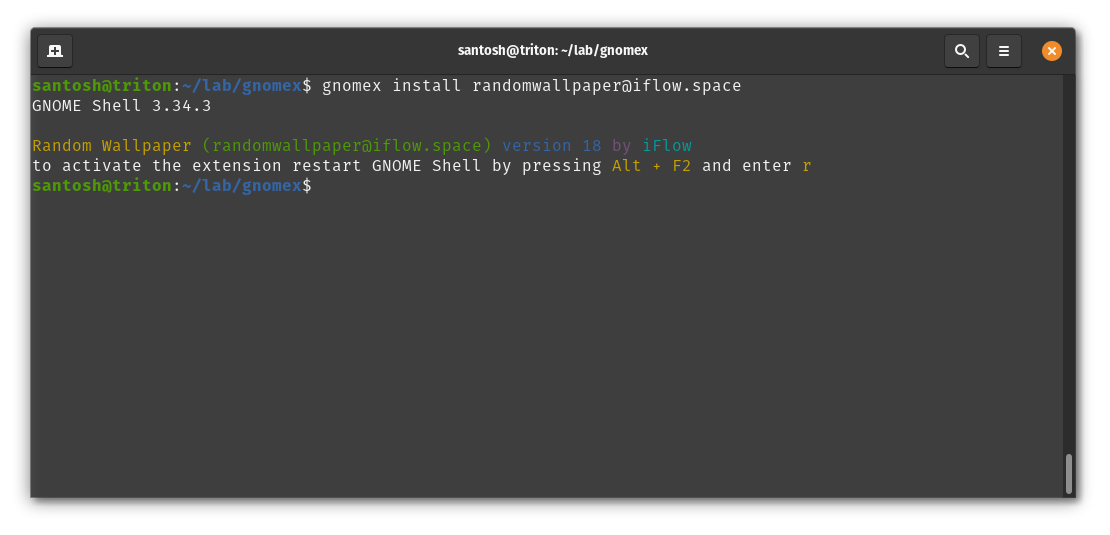 santosh@triton: ~/lab/gnomex
santosh@triton:~/lab/gnomex$ gnomex install randomwallpaper@iflow.space
GNOME Shell 3.34.3
Random Wallpaper (randomwallpaper@iflow.space) version 18 by iFlow
to activate the extension restart GNOME Shell by pressing Alt + F2 and enter r
santosh@triton:~/lab/gnomex$